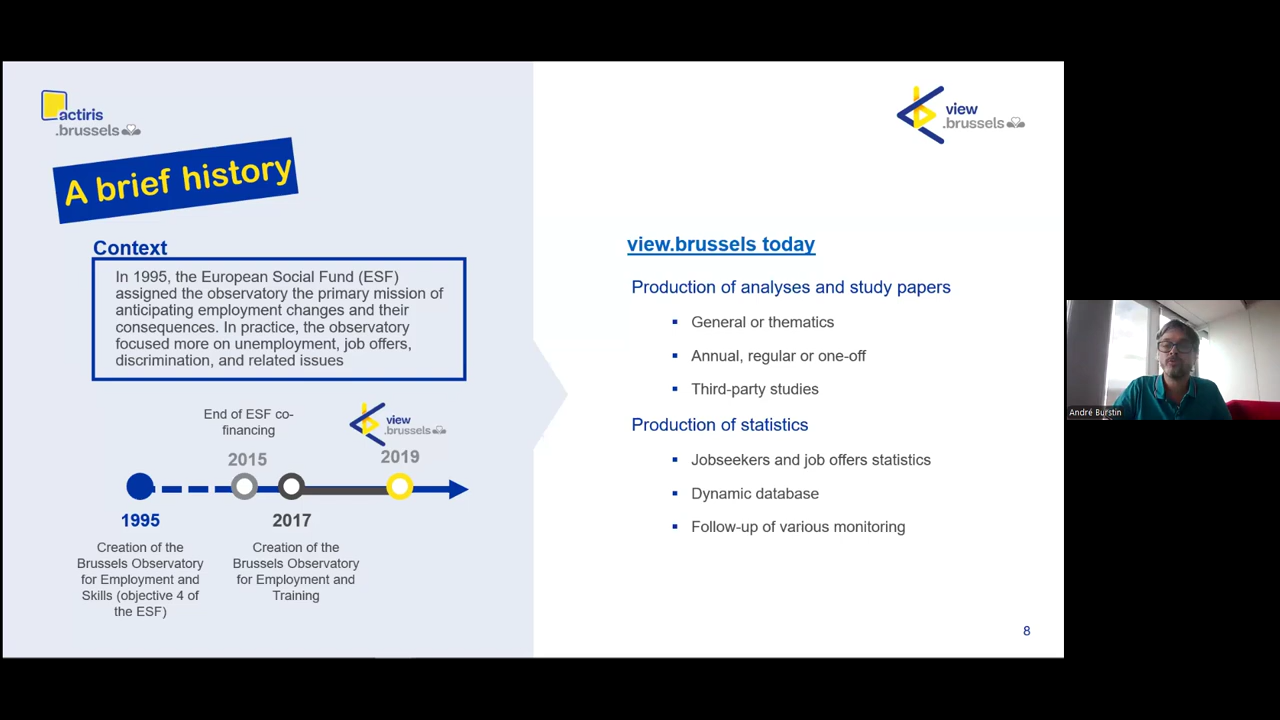 actiris
.brussels
view
.brussels
A brief history
Context
In 1995, the European Social Fund (ESF)
assigned the observatory the primary mission of
anticipating employment changes and their
consequences. In practice, the observatory
focused more on unemployment, job offers,
discrimination, and related issues
End of ESF co-
financing
view
.brussels
2015
2019
1995
2017
Creation of the
Brussels Observatory
for Employment and
Skills (objective 4 of
the ESF)
Creation of the
Brussels Observatory
for Employment and
Training
view.brussels today
Production of analyses and study papers
▪ General or thematics
▪ Annual, regular or one-off
▪ Third-party studies
Production of statistics
▪ Jobseekers and job offers statistics
▪ Dynamic database
▪ Follow-up of various monitoring
8
André Burstin